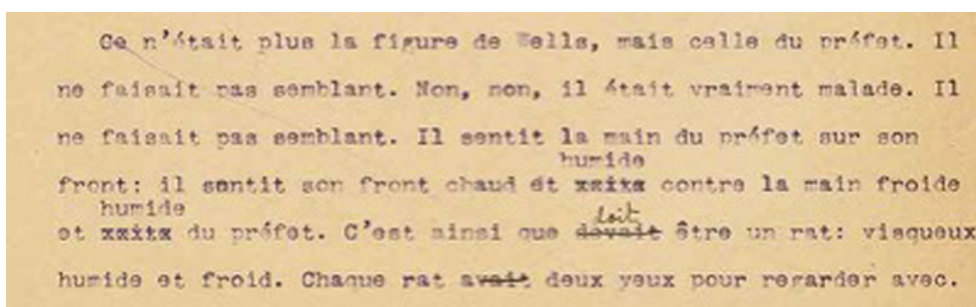 Ce n'était plus la figure de Wells, mais celle du préfet. Il
ne faisait pas semblant. Non, non, il était vraiment malade. Il
ne faisait pas semblant. Il sentit la main du préfet sur son
humide
front: il sentit son front chaud et contre la main froide
humide
et du préfet. C'est ainsi que
doit
devait être un rat: visqueux
humide et froid. Chaque rat avait deux yeux pour regarder avec.